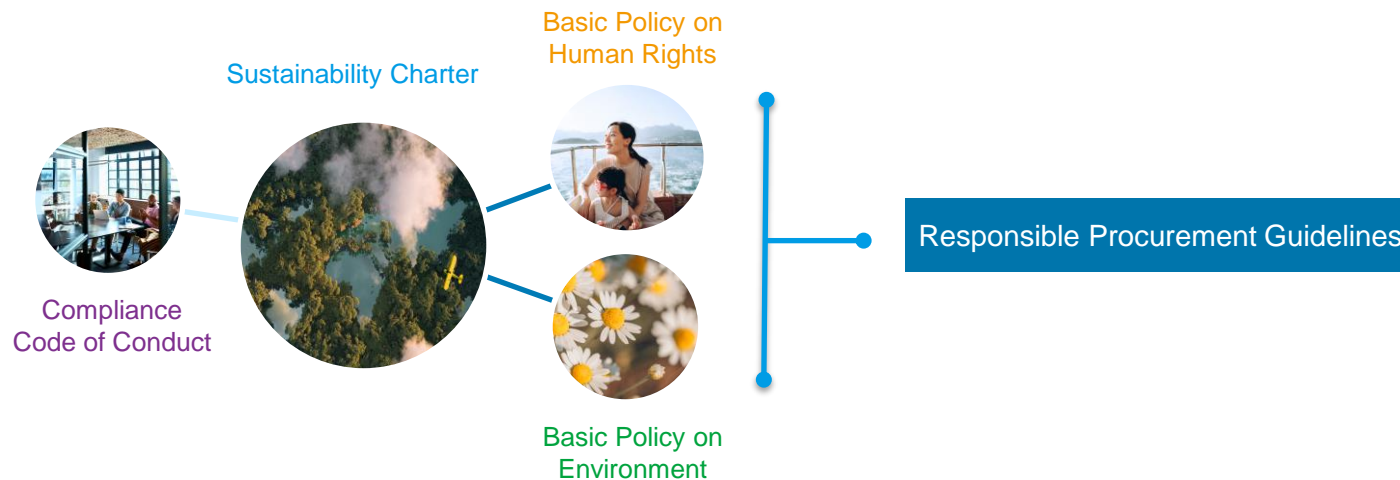 Basic Policy on
Human Rights
Sustainability Charter
Compliance
Code of Conduct
Basic Policy on
Environment
Responsible Procurement Guidelines